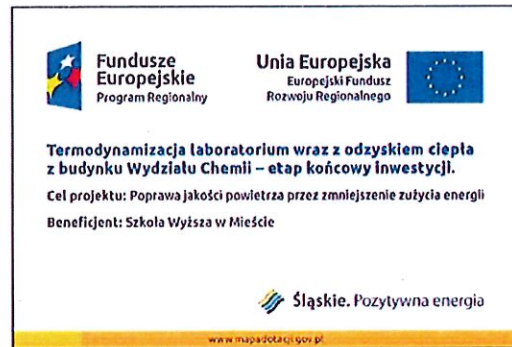 Fundusze
Europejskie
Program Regionalny
Unia Europejska
Europejski Fundusz
Rozwoju Regionalnego
Termodynamizacja laboratorium wraz z odzyskiem ciepła
z budynku Wydziału Chemii – etap końcowy inwestycji.
Cel projektu: Poprawa jakości powietrza przez zmniejszenie zużycia energii
Beneficjent: Szkoła Wyższa w Mieście
Śląskie. Pozytywna energia
www.mapadotacji.gov.pl